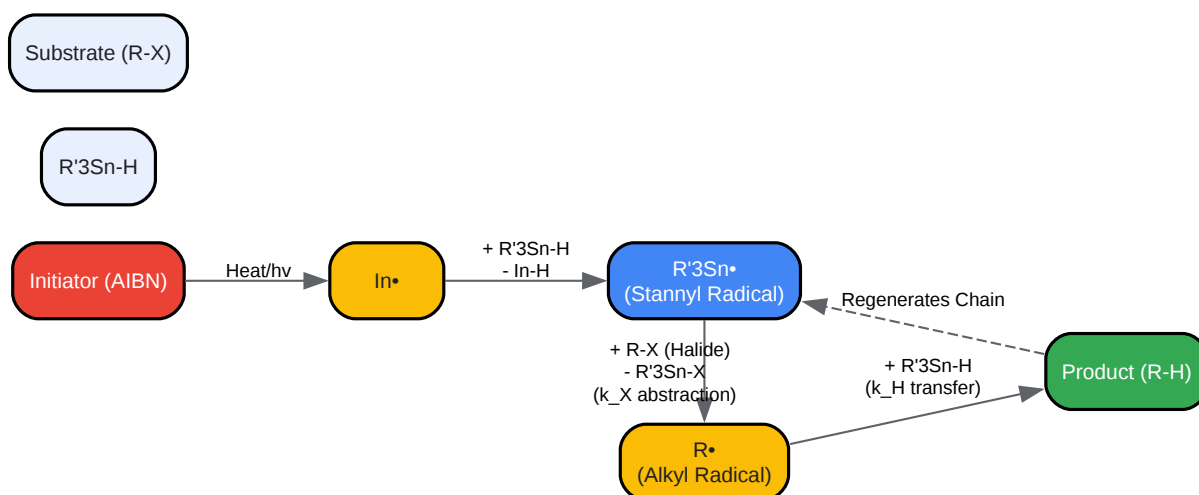 Substrate (R-X)
R'3Sn-H
Initiator (AIBN)
Heat/hv
In•
+ R'3Sn-H
- In-H
R'3Sn•
(Stannyl Radical)
Regenerates Chain
+ R-X (Halide)
- R'3Sn-X
(k_X abstraction)
+ R'3Sn-H
(k_H transfer)
Product (R-H)
R•
(Alkyl Radical)